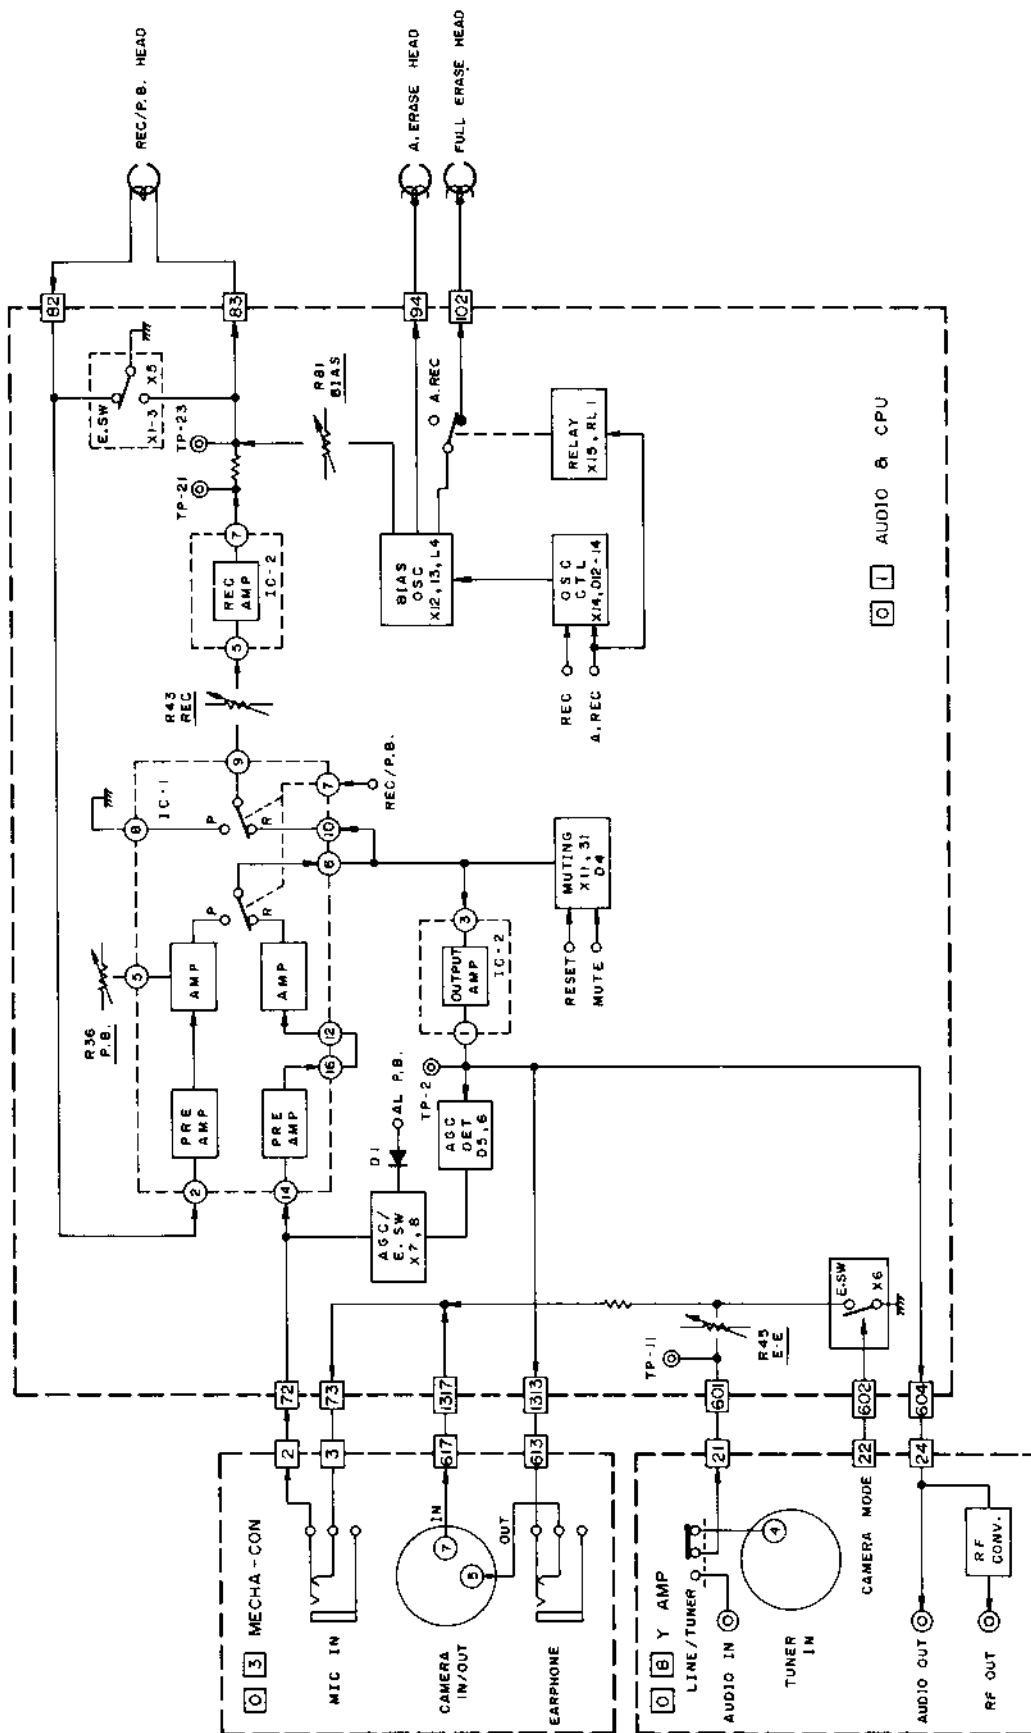 REC/P.B. HEAD
A. ERASE HEAD
FULL ERASE HEAD
82
83
94
102
E.SW
X5
X1-3
TP-23
TP-21
R81
BIAS
A.REC
7
REC
AMP
IC-2
5
BIAS
OSC
X12, 13, L4
RELAY
X15, RL1
OSC
CTL
X14, D12-14
REC
A.REC
0 1 AUDIO & CPU
R43
REC
9
IC-1
8
P
R
10
7
REC/P.B.
6
P
R
R36
P.B.
5
AMP
AMP
12
16
PRE
AMP
PRE
AMP
2
14
3
OUTPUT
AMP
IC-2
1
MUTING
X11, 31
D4
RESET
MUTE
TP-2
AL P.B.
D1
AGC
DET
D5, 6
AGC/
E.SW
X7, 8
TP-11
R45
E-E
E.SW
X6
72
73
1317
1313
601
602
604
2
3
617
613
21
22
24
0 3 MECHA-CON
MIC IN
CAMERA
IN/OUT
IN
7
OUT
EARPHONE
0 8 Y AMP
LINE/TUNER
AUDIO IN
TUNER
IN
4
CAMERA MODE
AUDIO OUT
RF
CONV.
RF OUT